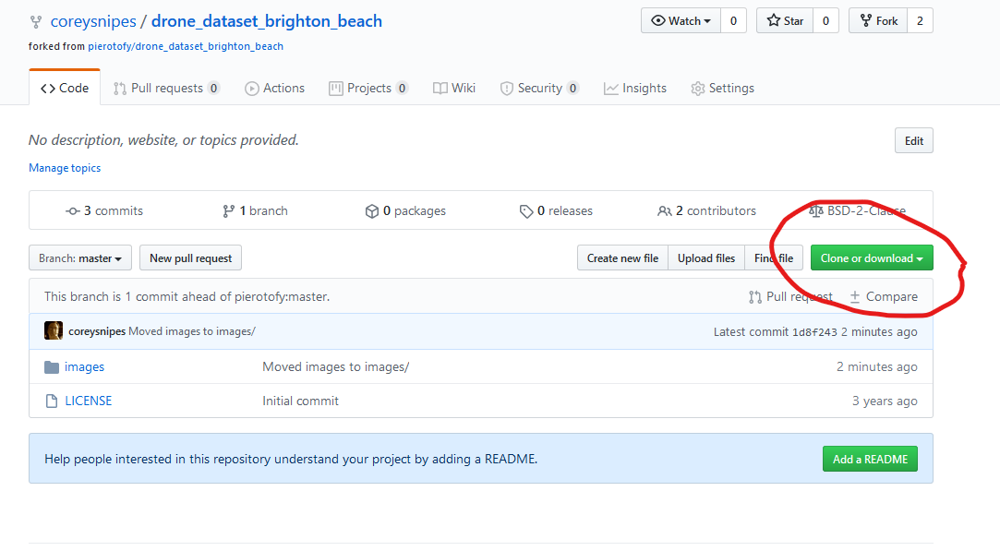 coreysnipes / drone_dataset_brighton_beach
Watch 0 Star 0 Fork 2
forked from pierotofy/drone_dataset_brighton_beach
Code Pull requests 0 Actions Projects 0 Wiki Security 0 Insights Settings
No description, website, or topics provided.
Edit
Manage topics
3 commits 1 branch 0 packages 0 releases 2 contributors BSD-2-Clause
Branch: master New pull request Create new file Upload files Find file Clone or download
This branch is 1 commit ahead of pierotofy:master. Pull request Compare
coreysnipes Moved images to images/ Latest commit 1d8f243 2 minutes ago
images Moved images to images/ 2 minutes ago
LICENSE Initial commit 3 years ago
Help people interested in this repository understand your project by adding a README. Add a README